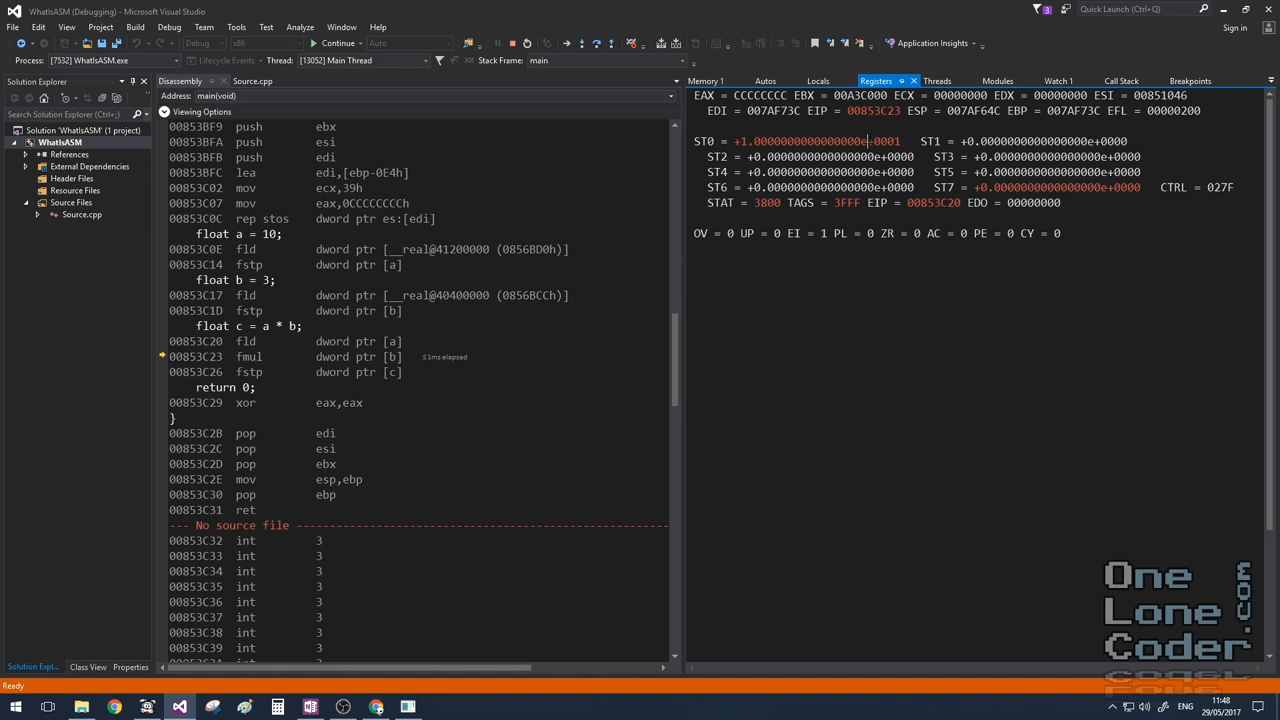 WhatIsASM (Debugging) - Microsoft Visual Studio
3
Quick Launch (Ctrl+Q)
File Edit View Project Build Debug Team Tools Test Analyze Window Help
Sign in
Debug x86 Continue Auto Application Insights
Process: [7532] WhatIsASM.exe Lifecycle Events Thread: [13052] Main Thread Stack Frame: main
Solution Explorer
Search Solution Explorer (Ctrl+;)
Solution 'WhatIsASM' (1 project)
WhatIsASM
References
External Dependencies
Header Files
Resource Files
Source Files
Source.cpp
Solution Expl... Class View Properties
Disassembly Source.cpp
Address: main(void)
Viewing Options
00853BF9 push ebx
00853BFA push esi
00853BFB push edi
00853BFC lea edi,[ebp-0E4h]
00853C02 mov ecx,39h
00853C07 mov eax,0CCCCCCCCh
00853C0C rep stos dword ptr es:[edi]
float a = 10;
00853C0E fld dword ptr [__real@41200000 (0856BD0h)]
00853C14 fstp dword ptr [a]
float b = 3;
00853C17 fld dword ptr [__real@40400000 (0856BCCh)]
00853C1D fstp dword ptr [b]
float c = a * b;
00853C20 fld dword ptr [a]
00853C23 fmul dword ptr [b] ≤1ms elapsed
00853C26 fstp dword ptr [c]
return 0;
00853C29 xor eax,eax
}
00853C2B pop edi
00853C2C pop esi
00853C2D pop ebx
00853C2E mov esp,ebp
00853C30 pop ebp
00853C31 ret
--- No source file -------------------------------------------------------
00853C32 int 3
00853C33 int 3
00853C34 int 3
00853C35 int 3
00853C36 int 3
00853C37 int 3
00853C38 int 3
00853C39 int 3
00853C3A int 3
Memory 1 Autos Locals Registers Threads Modules Watch 1 Call Stack Breakpoints
EAX = CCCCCCCC EBX = 00A3C000 ECX = 00000000 EDX = 00000000 ESI = 00851046
EDI = 007AF73C EIP = 00853C23 ESP = 007AF64C EBP = 007AF73C EFL = 00000200
ST0 = +1.0000000000000000e+0001 ST1 = +0.0000000000000000e+0000
ST2 = +0.0000000000000000e+0000 ST3 = +0.0000000000000000e+0000
ST4 = +0.0000000000000000e+0000 ST5 = +0.0000000000000000e+0000
ST6 = +0.0000000000000000e+0000 ST7 = +0.0000000000000000e+0000 CTRL = 027F
STAT = 3800 TAGS = 3FFF EIP = 00853C20 EDO = 00000000
OV = 0 UP = 0 EI = 1 PL = 0 ZR = 0 AC = 0 PE = 0 CY = 0
One
Lone
Coder
.com
Ready
ENG
11:48
29/05/2017